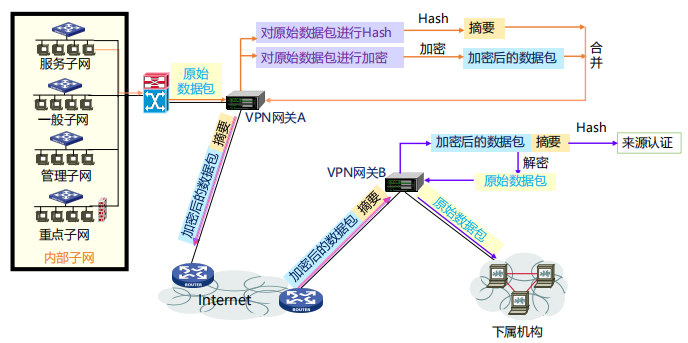 服务子网
一般子网
管理子网
重点子网
内部子网
原始
数据包
VPN网关A
对原始数据包进行Hash
Hash
摘要
对原始数据包进行加密
加密
加密后的数据包
合
并
加密后的数据包 摘要
ROUTER
Internet
ROUTER
加密后的数据包 摘要
VPN网关B
加密后的数据包 摘要
Hash
来源认证
解密
原始数据包
原始数据包
下属机构